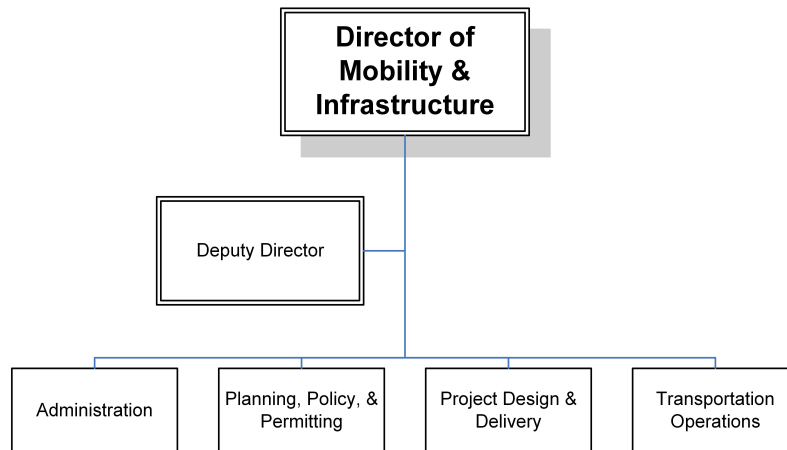 Director of
Mobility &
Infrastructure
Deputy Director
Administration
Planning, Policy, &
Permitting
Project Design &
Delivery
Transportation
Operations